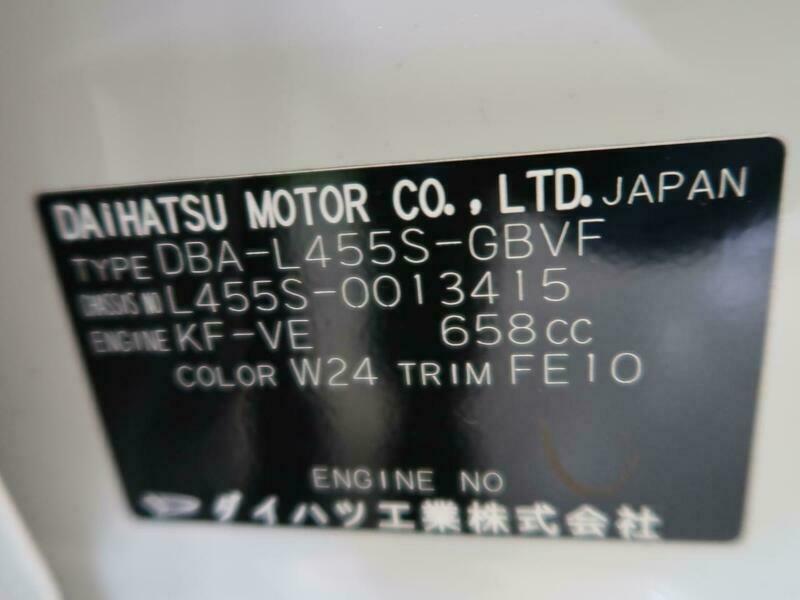 DAIHATSU MOTOR CO., LTD. JAPAN
TYPE DBA-L455S-GBVF
CHASSIS NO L455S-0013415
ENGINE KF-VE 658CC
COLOR W24 TRIM FE10
ENGINE NO
ダイハツ工業株式会社